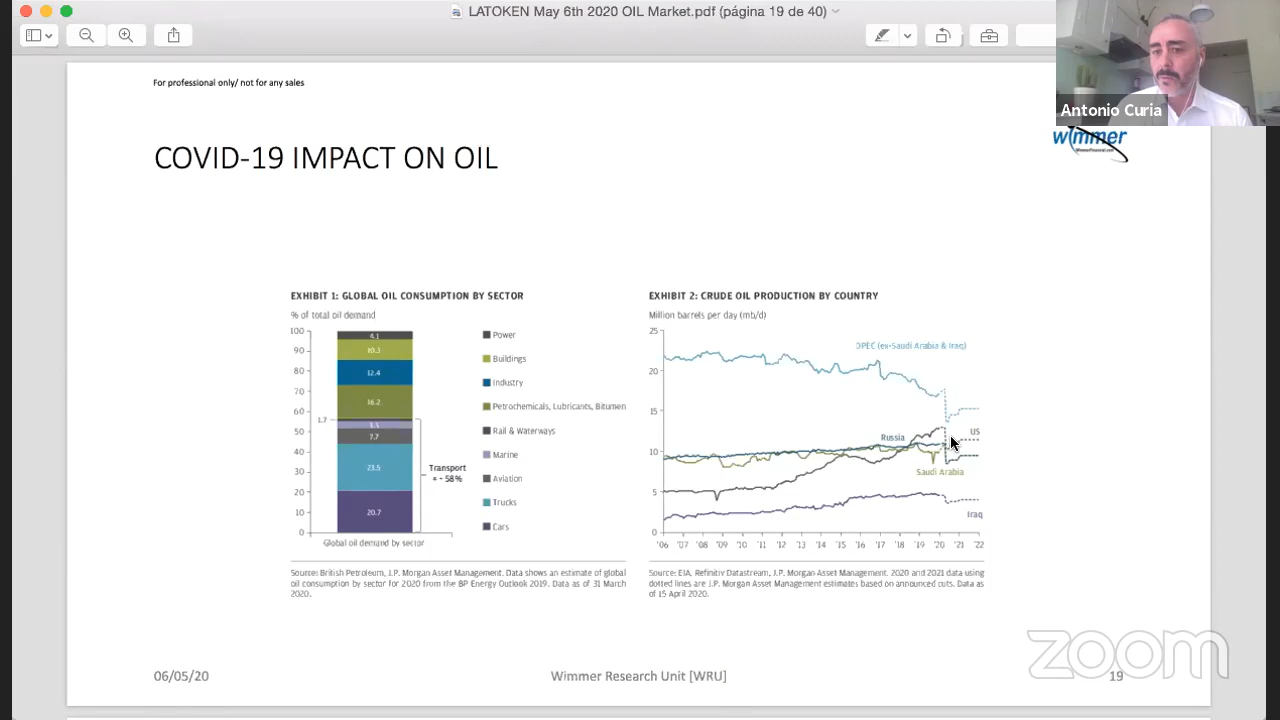 LATOKEN May 6th 2020 OIL Market.pdf (página 19 de 40)
Antonio Curia
For professional only/ not for any sales
wimmer
WimmerFinancial.com
COVID-19 IMPACT ON OIL
EXHIBIT 1: GLOBAL OIL CONSUMPTION BY SECTOR
% of total oil demand
100
90
80
70
60
50
40
30
20
10
0
4.1
10.3
12.4
16.2
1.7
3.5
7.7
23.5
20.7
Transport
= ~ 58%
Power
Buildings
Industry
Petrochemicals, Lubricants, Bitumen
Rail & Waterways
Marine
Aviation
Trucks
Cars
Global oil demand by sector
Source: British Petroleum, J.P. Morgan Asset Management. Data shows an estimate of global
oil consumption by sector for 2020 from the BP Energy Outlook 2019. Data as of 31 March
2020.
EXHIBIT 2: CRUDE OIL PRODUCTION BY COUNTRY
Million barrels per day (mb/d)
25
20
15
10
5
0
OPEC (ex-Saudi Arabia & Iraq)
US
Russia
Saudi Arabia
Iraq
'06 '07 '08 '09 '10 '11 '12 '13 '14 '15 '16 '17 '18 '19 '20 '21 '22
Source: EIA, Refinitiv Datastream, J.P. Morgan Asset Management. 2020 and 2021 data using
dotted lines are J.P. Morgan Asset Management estimates based on announced cuts. Data as
of 15 April 2020.
06/05/20
Wimmer Research Unit [WRU]
19
zoom